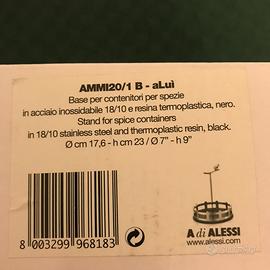 AMMI20/1 B - aLuì
Base per contenitori per spezie
in acciaio inossidabile 18/10 e resina termoplastica, nero.
Stand for spice containers
in 18/10 stainless steel and thermoplastic resin, black.
Ø cm 17,6 - h cm 23 / Ø 7" - h 9"
8 003299 968183
A di ALESSI
www.alessi.com